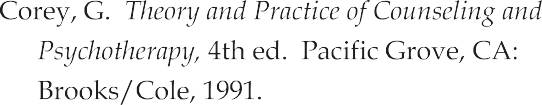 Corey, G. Theory and Practice of Counseling and
Psychotherapy, 4th ed. Pacific Grove, CA:
Brooks/Cole, 1991.